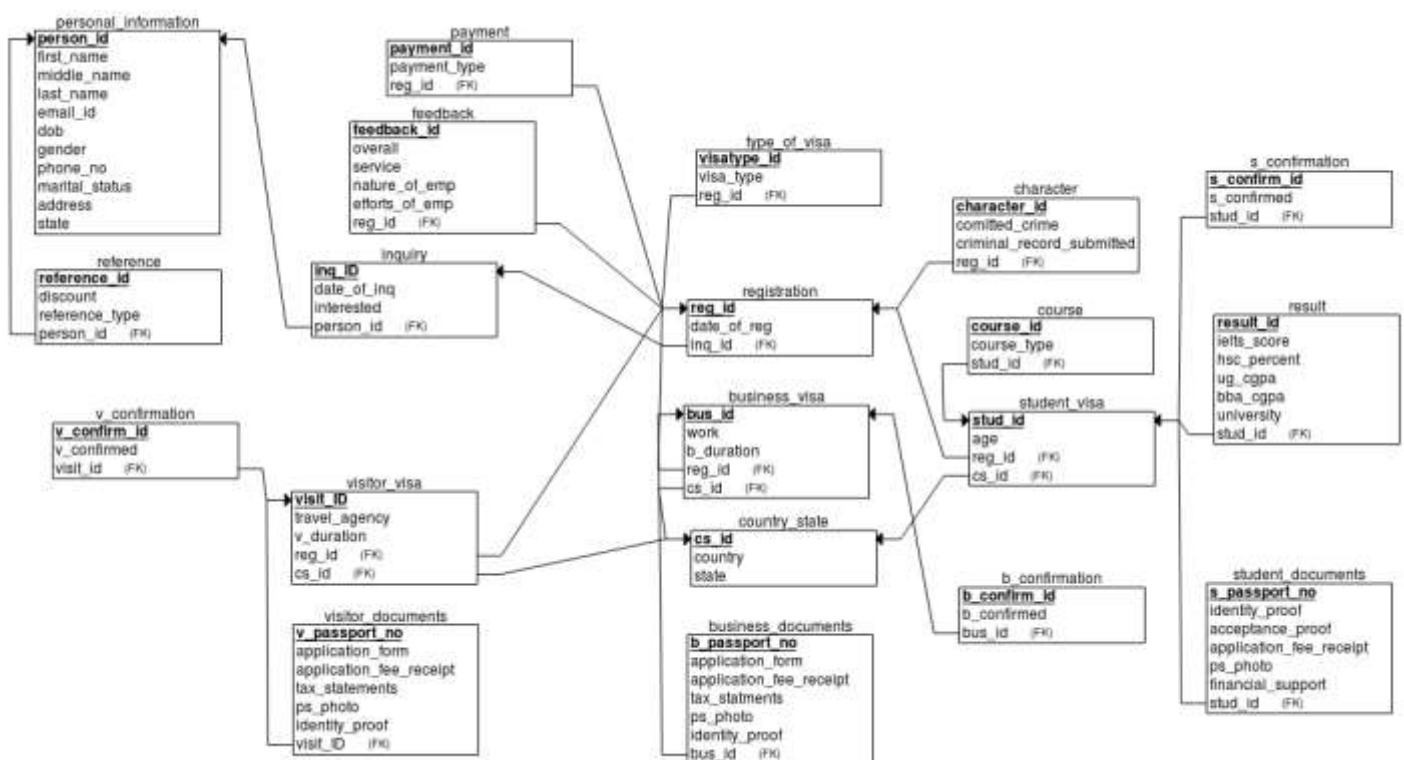 personal_information
person_id
first_name
middle_name
last_name
email_id
dob
gender
phone_no
marital_status
address
state
reference
reference_id
discount
reference_type
person_id (FK)
payment
payment_id
payment_type
reg_id (FK)
feedback
feedback_id
overall
service
nature_of_emp
efforts_of_emp
reg_id (FK)
inquiry
inq_ID
date_of_inq
interested
person_id (FK)
type_of_visa
visatype_id
visa_type
reg_id (FK)
registration
reg_id
date_of_reg
inq_id (FK)
character
character_id
comitted_crime
criminal_record_submitted
reg_id (FK)
course
course_id
course_type
stud_id (FK)
s_confirmation
s_confirm_id
s_confirmed
stud_id (FK)
result
result_id
ielts_score
hsc_percent
ug_cgpa
bba_cgpa
university
stud_id (FK)
v_confirmation
v_confirm_id
v_confirmed
visit_id (FK)
visitor_visa
visit_ID
travel_agency
v_duration
reg_id (FK)
cs_id (FK)
business_visa
bus_id
work
b_duration
reg_id (FK)
cs_id (FK)
student_visa
stud_id
age
reg_id (FK)
cs_id (FK)
country_state
cs_id
country
state
b_confirmation
b_confirm_id
b_confirmed
bus_id (FK)
visitor_documents
v_passport_no
application_form
application_fee_receipt
tax_statements
ps_photo
identity_proof
visit_ID (FK)
business_documents
b_passport_no
application_form
application_fee_receipt
tax_statments
ps_photo
identity_proof
bus_id (FK)
student_documents
s_passport_no
identity_proof
acceptance_proof
application_fee_receipt
ps_photo
financial_support
stud_id (FK)